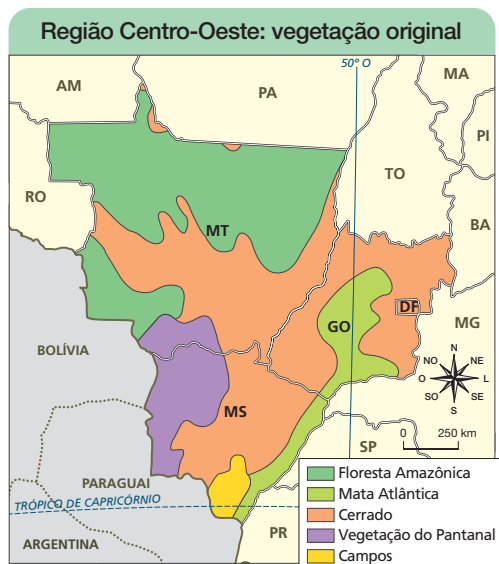 Região Centro-Oeste: vegetação original
50° O
AM
PA
MA
PI
TO
RO
BA
MT
DF
GO
MG
BOLÍVIA
N
NO
NE
O
L
SO
SE
S
MS
0 250 km
SP
PARAGUAI
TRÓPICO DE CAPRICÓRNIO
PR
ARGENTINA
Floresta Amazônica
Mata Atlântica
Cerrado
Vegetação do Pantanal
Campos